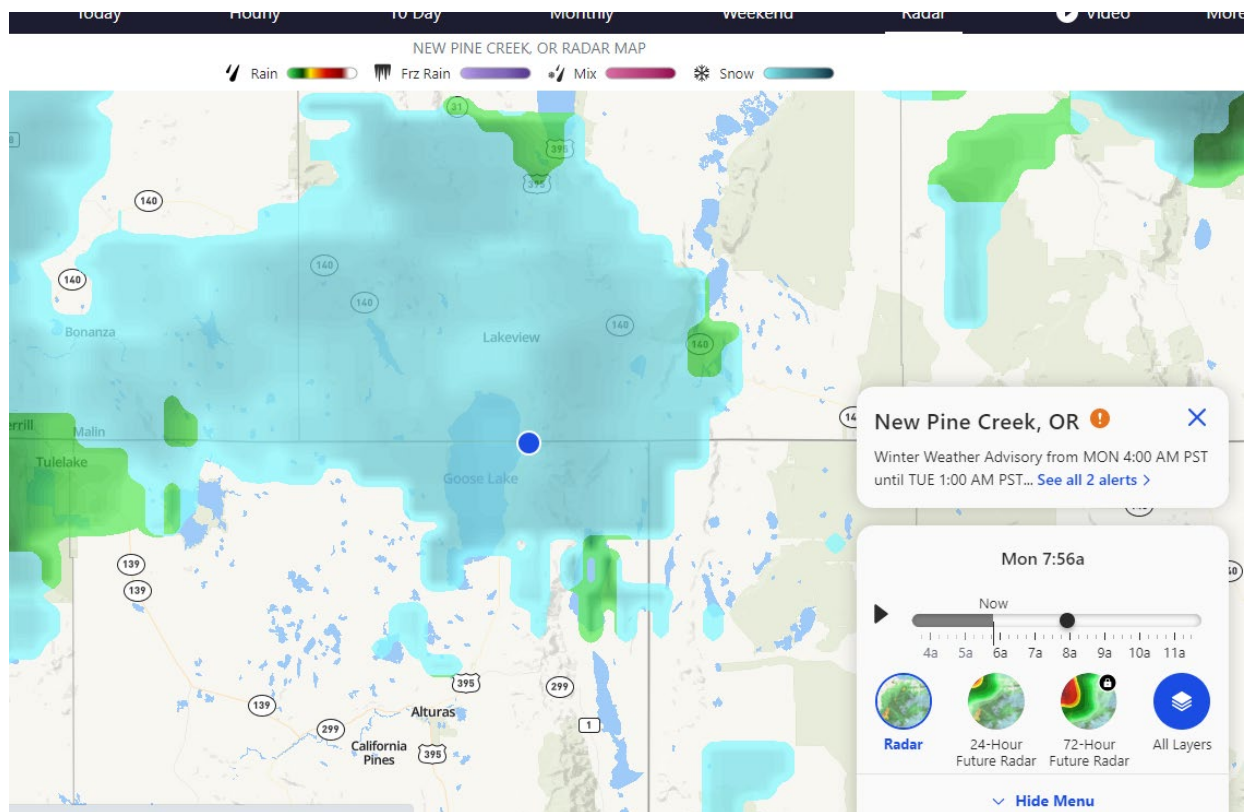 Today Hourly 10 Day Monthly Weekend Radar Video More
NEW PINE CREEK, OR RADAR MAP
Rain Frz Rain Mix Snow
31
395
395
140
140
140
140
140
Bonanza
Lakeview
140
Malin
Tulelake
Goose Lake
New Pine Creek, OR
Winter Weather Advisory from MON 4:00 AM PST
until TUE 1:00 AM PST... See all 2 alerts >
139
139
Mon 7:56a
Now
4a 5a 6a 7a 8a 9a 10a 11a
395
299
139
Alturas
1
299
California
Pines
395
Radar
24-Hour
Future Radar
72-Hour
Future Radar
All Layers
Hide Menu